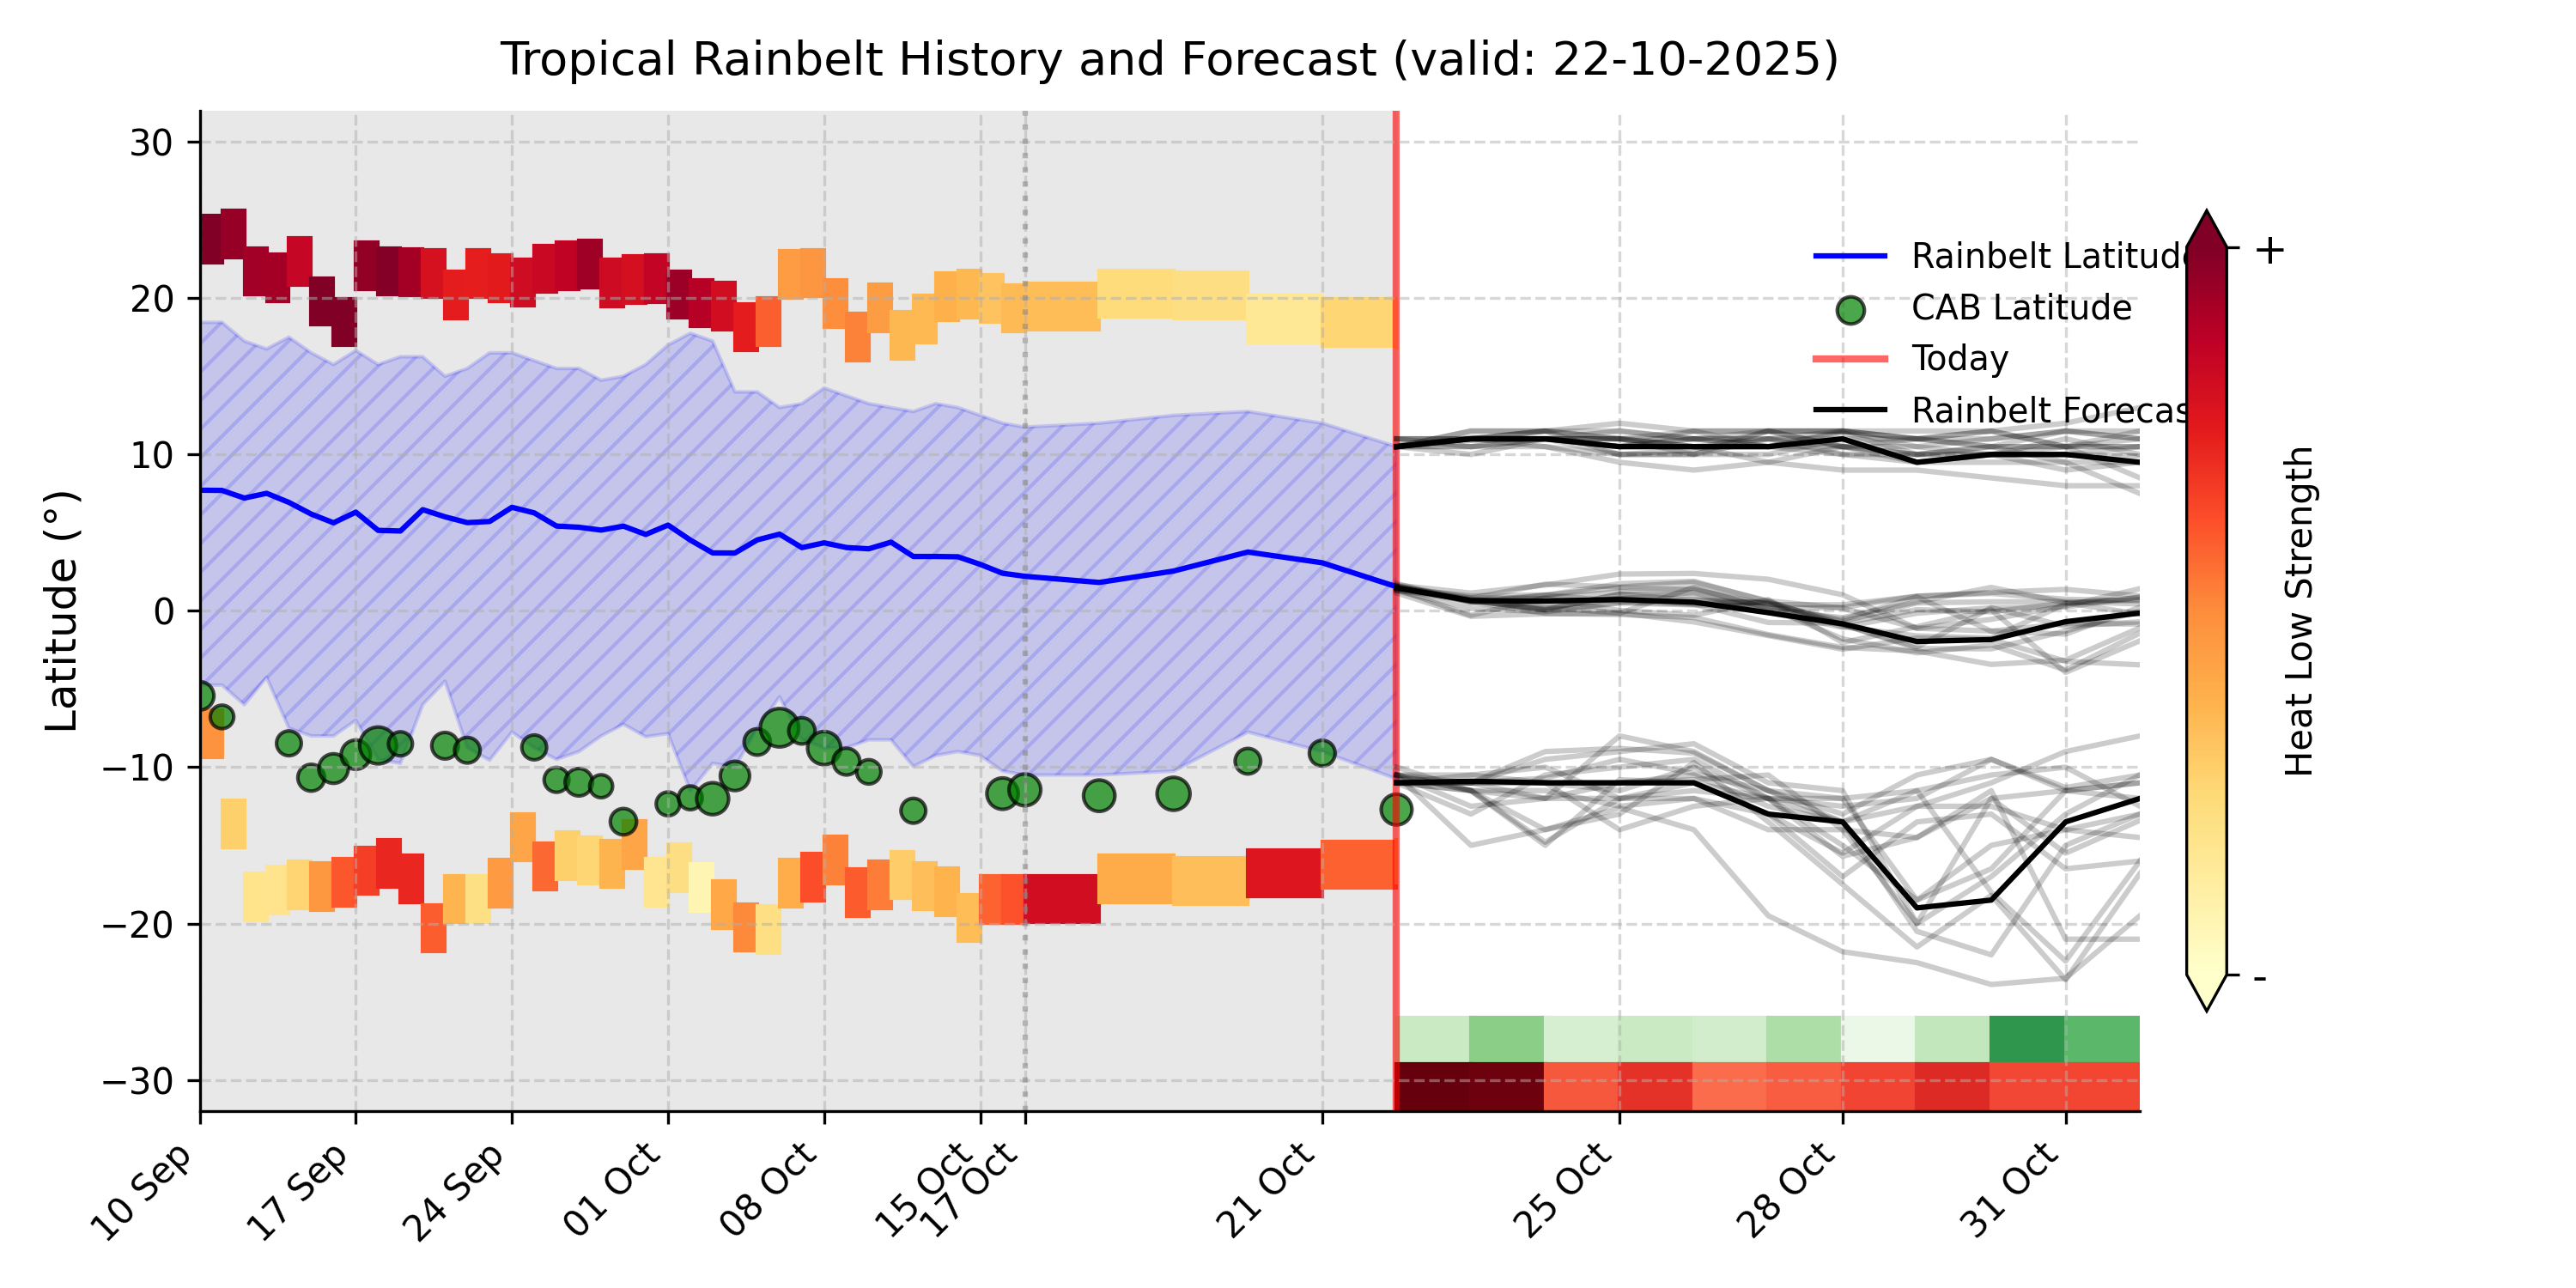 Tropical Rainbelt History and Forecast (valid: 22-10-2025)
Latitude (°)
30
20
10
0
−10
−20
−30
10 Sep
17 Sep
24 Sep
01 Oct
08 Oct
15 Oct
17 Oct
21 Oct
25 Oct
28 Oct
31 Oct
Rainbelt Latitude
CAB Latitude
Today
Rainbelt Forecas
+
-
Heat Low Strength